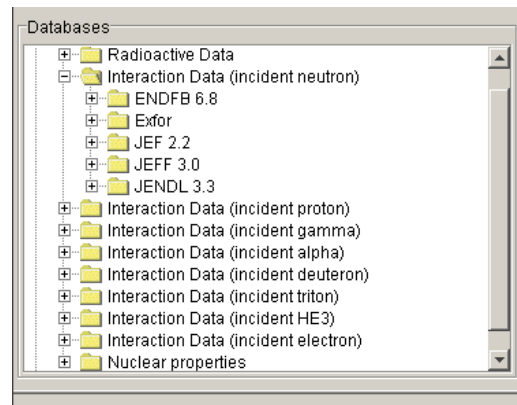 Databases
Radioactive Data
Interaction Data (incident neutron)
ENDFB 6.8
Exfor
JEF 2.2
JEFF 3.0
JENDL 3.3
Interaction Data (incident proton)
Interaction Data (incident gamma)
Interaction Data (incident alpha)
Interaction Data (incident deuteron)
Interaction Data (incident triton)
Interaction Data (incident HE3)
Interaction Data (incident electron)
Nuclear properties